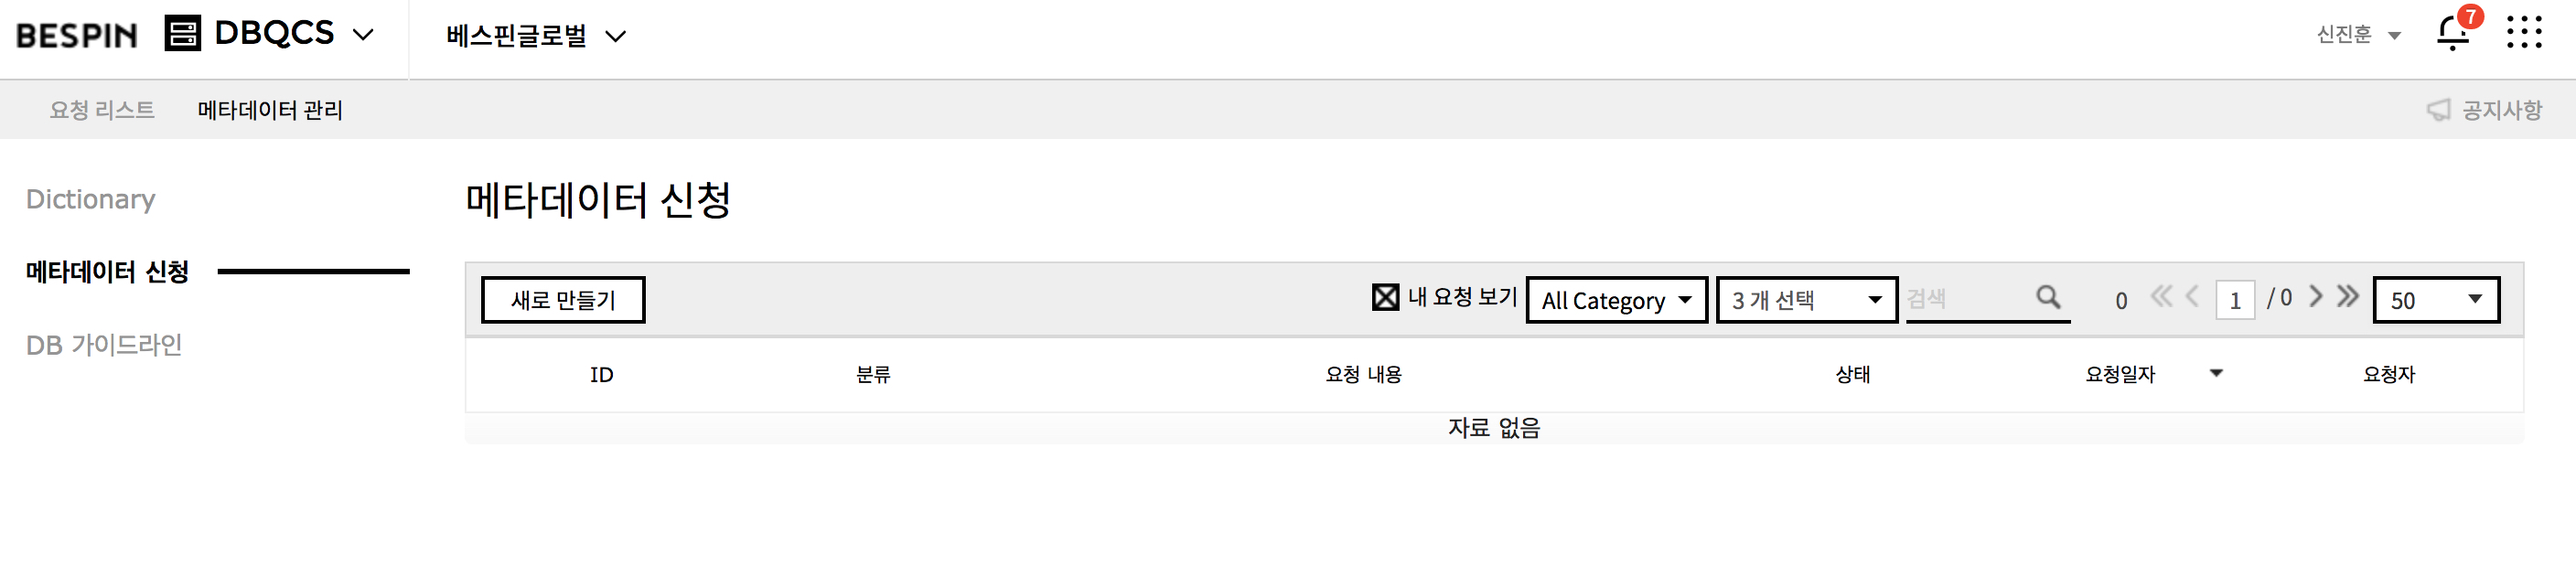 BESPIN DBQCS 베스핀글로벌 신진훈 7
요청 리스트 메타데이터 관리 공지사항
Dictionary
메타데이터 신청
DB 가이드라인
메타데이터 신청
새로 만들기 내 요청 보기 All Category 3 개 선택 검색 0 1 / 0 50
ID 분류 요청 내용 상태 요청일자 요청자
자료 없음